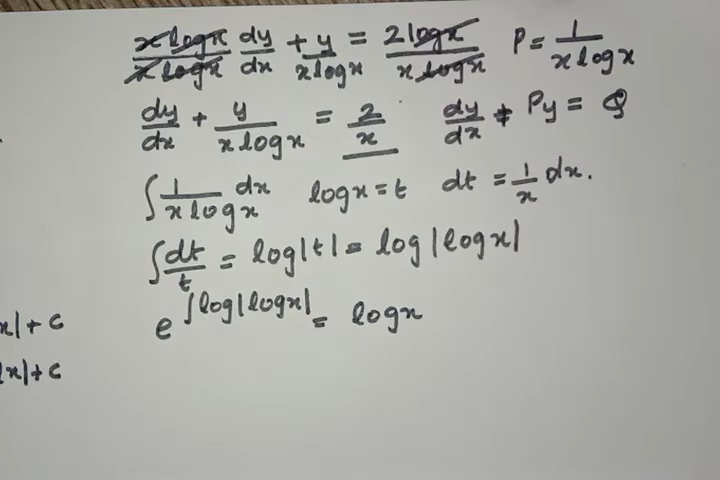 x log x/x log x dy/dx + y/x log x = 2 log x/x log x P = 1/x log x
dy/dx + y/x log x = 2/x dy/dx + Py = Q
∫ 1/x log x dx log x = t dt = 1/x dx.
∫ dt/t = log|t| = log|log x|
e^∫log|log x| = log x
x| + c
x| + c